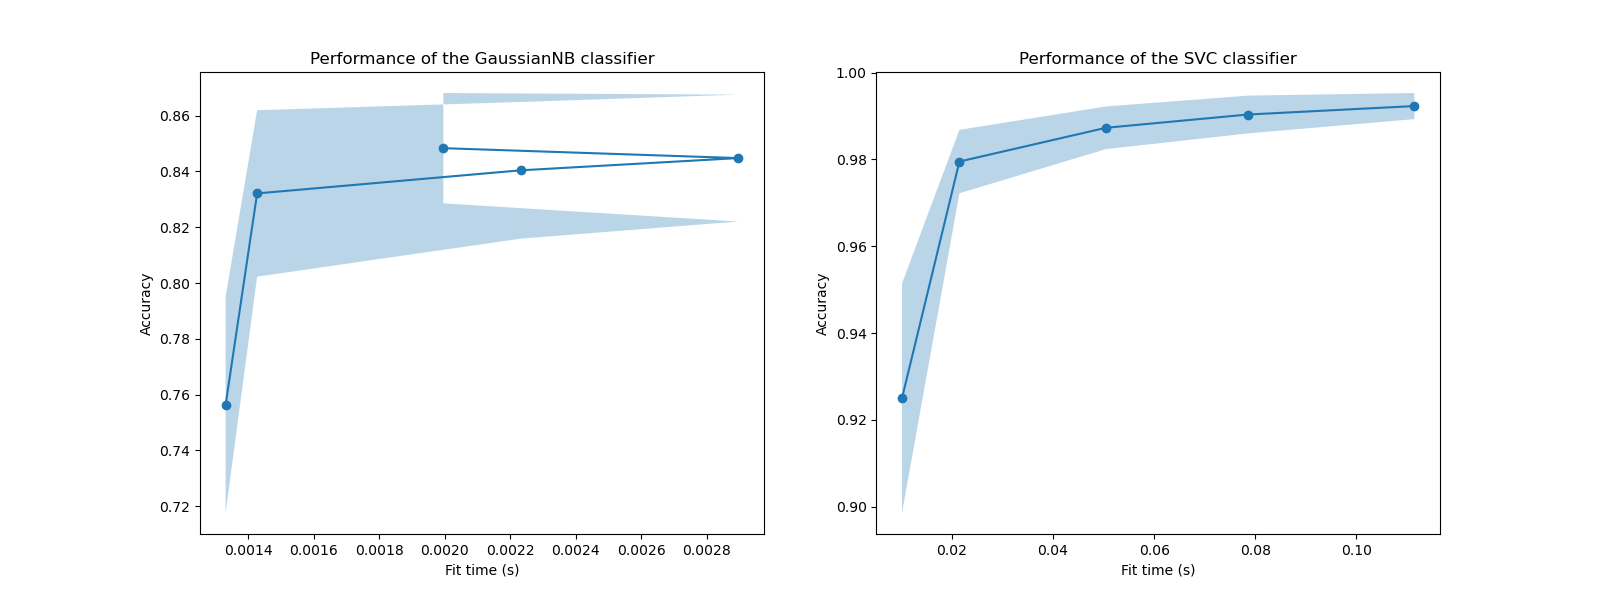 Performance of the GaussianNB classifier
0.86
0.84
0.82
0.80
0.78
0.76
0.74
0.72
Accuracy
0.0014 0.0016 0.0018 0.0020 0.0022 0.0024 0.0026 0.0028
Fit time (s)
Performance of the SVC classifier
1.00
0.98
0.96
0.94
0.92
0.90
Accuracy
0.02 0.04 0.06 0.08 0.10
Fit time (s)